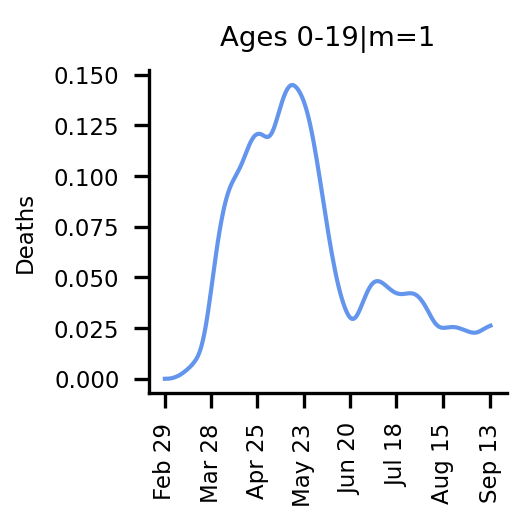 Ages 0-19|m=1
0.150
0.125
0.100
0.075
0.050
0.025
0.000
Deaths
Feb 29
Mar 28
Apr 25
May 23
Jun 20
Jul 18
Aug 15
Sep 13